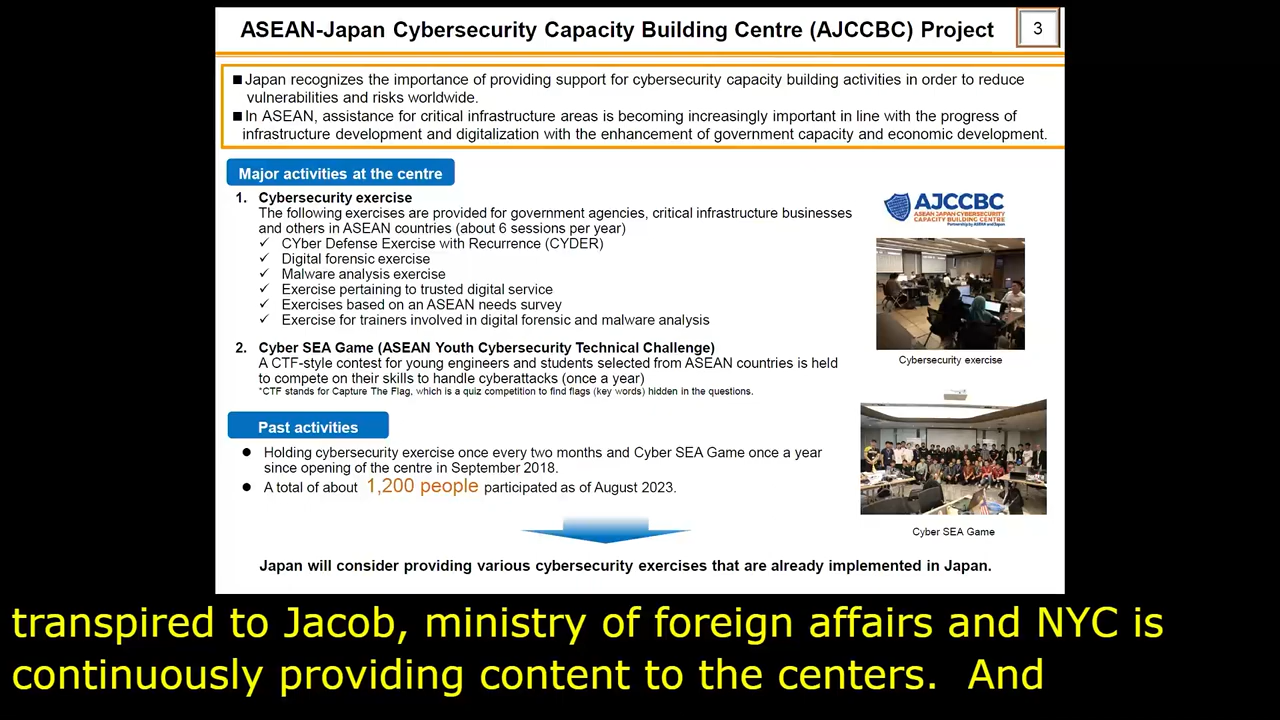 ASEAN-Japan Cybersecurity Capacity Building Centre (AJCCBC) Project
3
■ Japan recognizes the importance of providing support for cybersecurity capacity building activities in order to reduce
vulnerabilities and risks worldwide.
■ In ASEAN, assistance for critical infrastructure areas is becoming increasingly important in line with the progress of
infrastructure development and digitalization with the enhancement of government capacity and economic development.
Major activities at the centre
1. Cybersecurity exercise
The following exercises are provided for government agencies, critical infrastructure businesses
and others in ASEAN countries (about 6 sessions per year)
✓ CYber Defense Exercise with Recurrence (CYDER)
✓ Digital forensic exercise
✓ Malware analysis exercise
✓ Exercise pertaining to trusted digital service
✓ Exercises based on an ASEAN needs survey
✓ Exercise for trainers involved in digital forensic and malware analysis
AJCCBC
ASEAN JAPAN CYBERSECURITY
CAPACITY BUILDING CENTRE
Partnership by ASEAN and Japan
Cybersecurity exercise
2. Cyber SEA Game (ASEAN Youth Cybersecurity Technical Challenge)
A CTF-style contest for young engineers and students selected from ASEAN countries is held
to compete on their skills to handle cyberattacks (once a year)
*CTF stands for Capture The Flag, which is a quiz competition to find flags (key words) hidden in the questions.
Past activities
● Holding cybersecurity exercise once every two months and Cyber SEA Game once a year
since opening of the centre in September 2018.
● A total of about 1,200 people participated as of August 2023.
Cyber SEA Game
Japan will consider providing various cybersecurity exercises that are already implemented in Japan.
transpired to Jacob, ministry of foreign affairs and NYC is
continuously providing content to the centers.  And